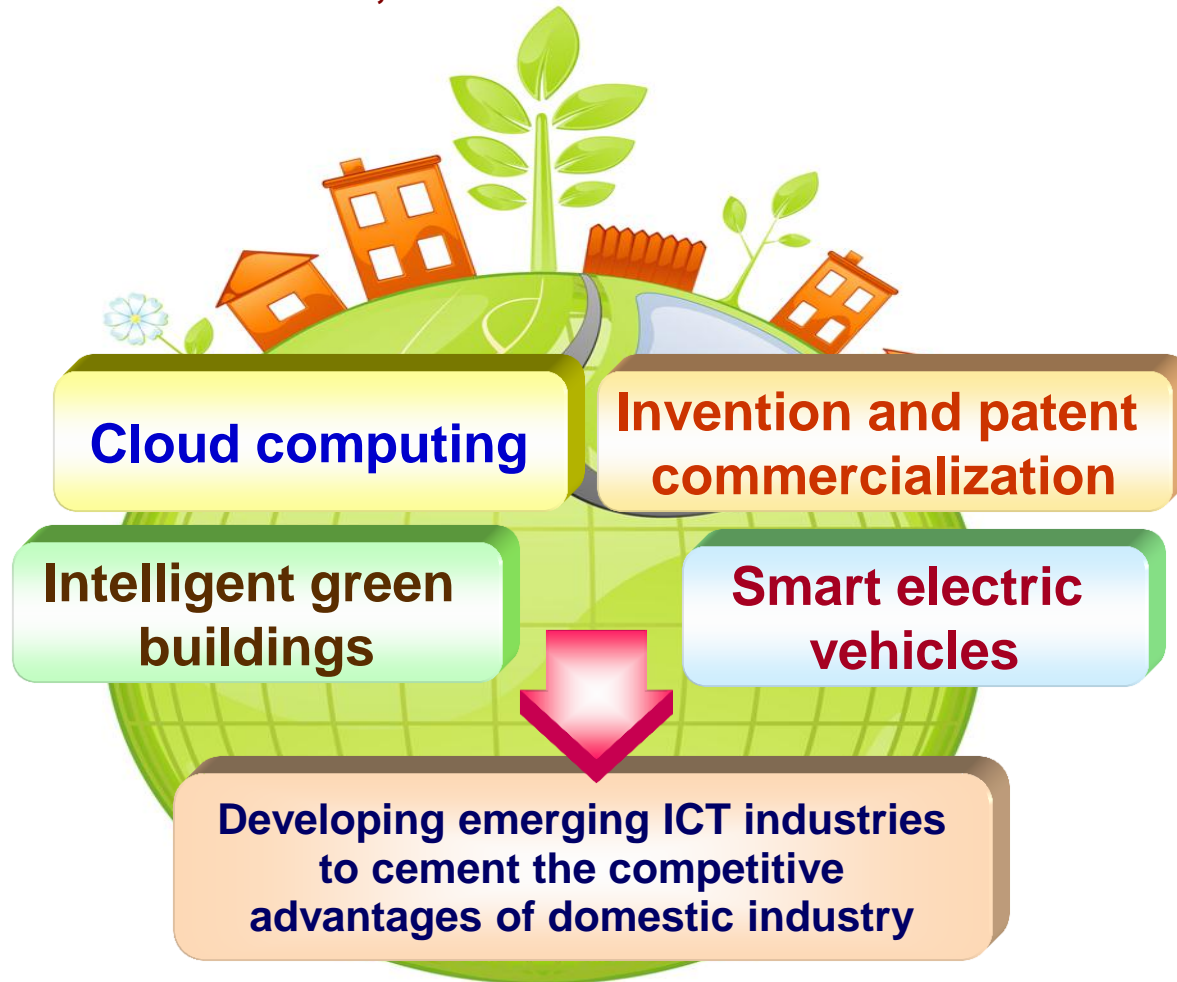 Cloud computing
Invention and patent
commercialization
Intelligent green
buildings
Smart electric
vehicles
Developing emerging ICT industries
to cement the competitive
advantages of domestic industry